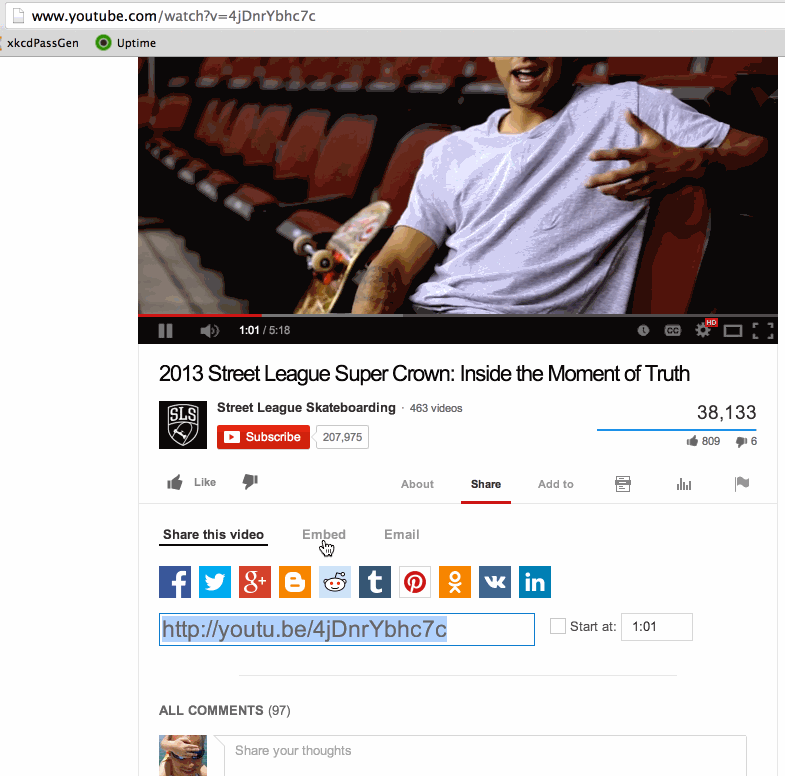 www.youtube.com/watch?v=4jDnrYbhc7c
xkcdPassGen Uptime
1:01 / 5:18 CC HD
2013 Street League Super Crown: Inside the Moment of Truth
SLS Street League Skateboarding · 463 videos
38,133
Subscribe 207,975
809 6
Like About Share Add to
Share this video Embed Email
f g+ B t p vk in
http://youtu.be/4jDnrYbhc7c Start at: 1:01
ALL COMMENTS (97)
Share your thoughts